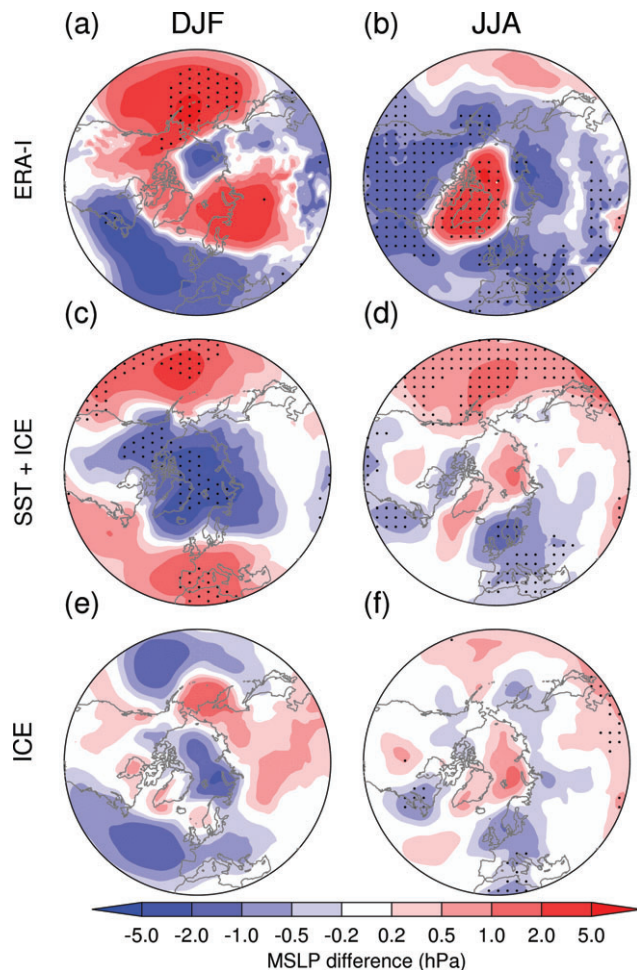 DJF
JJA
(a)
(b)
ERA-I
(c)
(d)
SST + ICE
(e)
(f)
ICE
-5.0 -2.0 -1.0 -0.5 -0.2 0.2 0.5 1.0 2.0 5.0
MSLP difference (hPa)